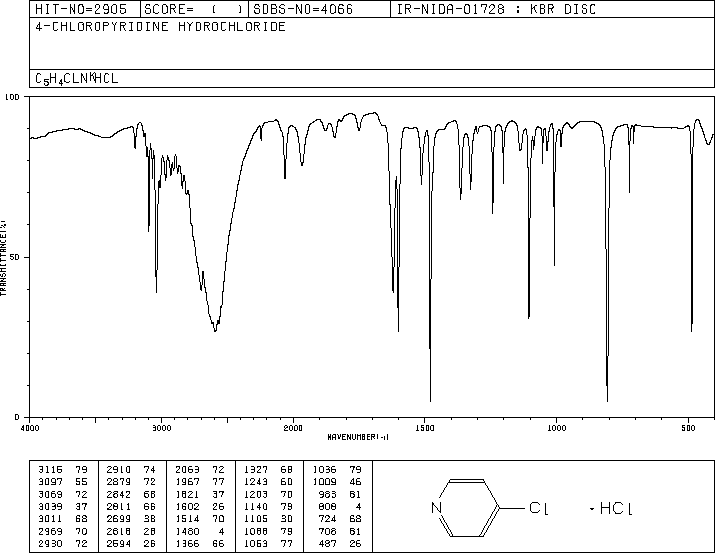 HIT-NO=2905 SCORE= ( ) SDBS-NO=4066 IR-NIDA-01728 : KBR DISC
4-CHLOROPYRIDINE HYDROCHLORIDE
C5H4CLN*HCL
100
50
0
TRANSMITTANCE(%)
4000 3000 2000 1500 1000 500
WAVENUMBER(-1)
3115 79 2910 74 2063 72 1327 68 1036 79
3097 55 2879 72 1967 77 1243 60 1009 46
3069 72 2842 66 1621 37 1203 70 983 81
3039 37 2811 66 1602 26 1140 79 808 4
3011 68 2699 38 1514 70 1105 30 724 68
2969 70 2618 28 1480 4 1088 79 708 81
2930 72 2594 26 1366 66 1053 77 487 26
N Cl · HCl